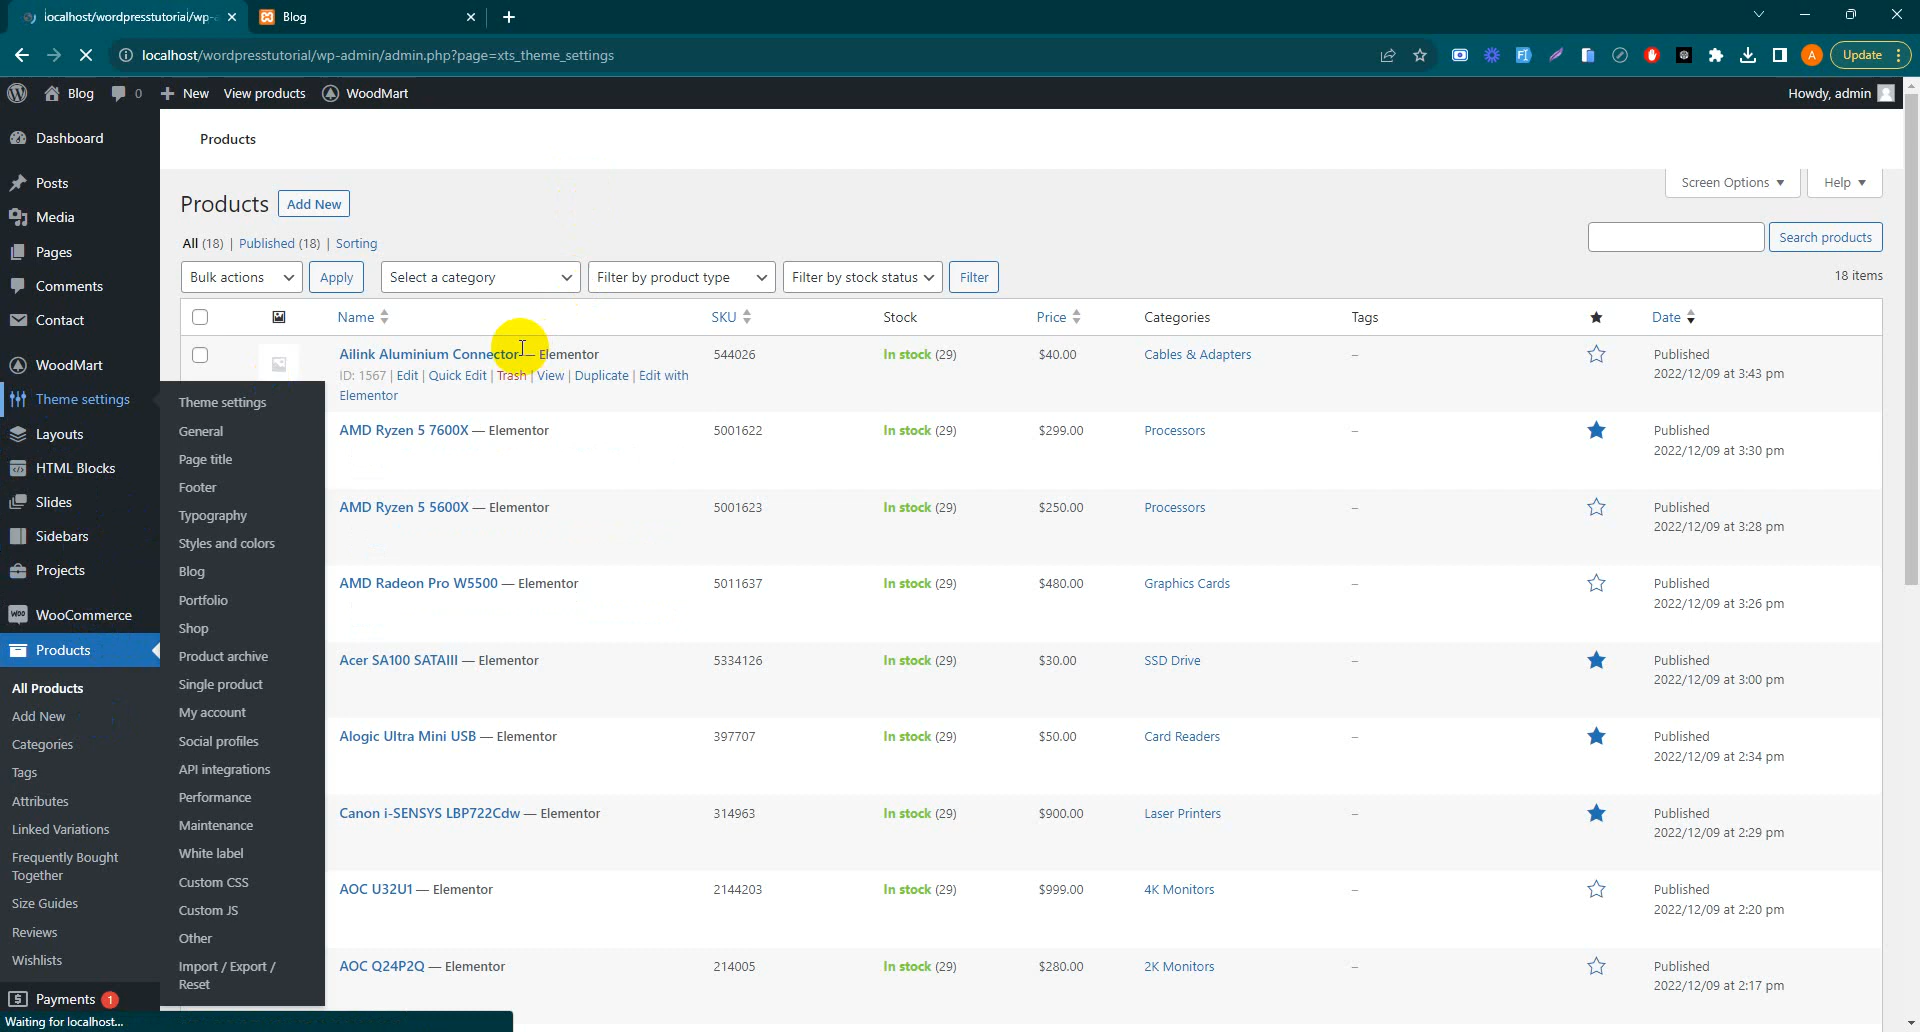 localhost/wordpresstutorial/wp-
Blog
localhost/wordpresstutorial/wp-admin/admin.php?page=xts_theme_settings
A
Update
Blog
0
New
View products
WoodMart
Howdy, admin
Dashboard
Posts
Media
Pages
Comments
Contact
WoodMart
Theme settings
Layouts
HTML Blocks
Slides
Sidebars
Projects
WooCommerce
Products
All Products
Add New
Categories
Tags
Attributes
Linked Variations
Frequently Bought
Together
Size Guides
Reviews
Wishlists
Payments 1
Waiting for localhost...
Theme settings
General
Page title
Footer
Typography
Styles and colors
Blog
Portfolio
Shop
Product archive
Single product
My account
Social profiles
API integrations
Performance
Maintenance
White label
Custom CSS
Custom JS
Other
Import / Export /
Reset
Products
Screen Options
Help
Products Add New
All (18) | Published (18) | Sorting
Search products
Bulk actions Apply Select a category Filter by product type Filter by stock status Filter
18 items
Name SKU Stock Price Categories Tags Date
Ailink Aluminium Connector — Elementor 544026 In stock (29) $40.00 Cables & Adapters – Published
ID: 1567 | Edit | Quick Edit | Trash | View | Duplicate | Edit with 2022/12/09 at 3:43 pm
Elementor
AMD Ryzen 5 7600X — Elementor 5001622 In stock (29) $299.00 Processors – Published
2022/12/09 at 3:30 pm
AMD Ryzen 5 5600X — Elementor 5001623 In stock (29) $250.00 Processors – Published
2022/12/09 at 3:28 pm
AMD Radeon Pro W5500 — Elementor 5011637 In stock (29) $480.00 Graphics Cards – Published
2022/12/09 at 3:26 pm
Acer SA100 SATAIII — Elementor 5334126 In stock (29) $30.00 SSD Drive – Published
2022/12/09 at 3:00 pm
Alogic Ultra Mini USB — Elementor 397707 In stock (29) $50.00 Card Readers – Published
2022/12/09 at 2:34 pm
Canon i-SENSYS LBP722Cdw — Elementor 314963 In stock (29) $900.00 Laser Printers – Published
2022/12/09 at 2:29 pm
AOC U32U1 — Elementor 2144203 In stock (29) $999.00 4K Monitors – Published
2022/12/09 at 2:20 pm
AOC Q24P2Q — Elementor 214005 In stock (29) $280.00 2K Monitors – Published
2022/12/09 at 2:17 pm